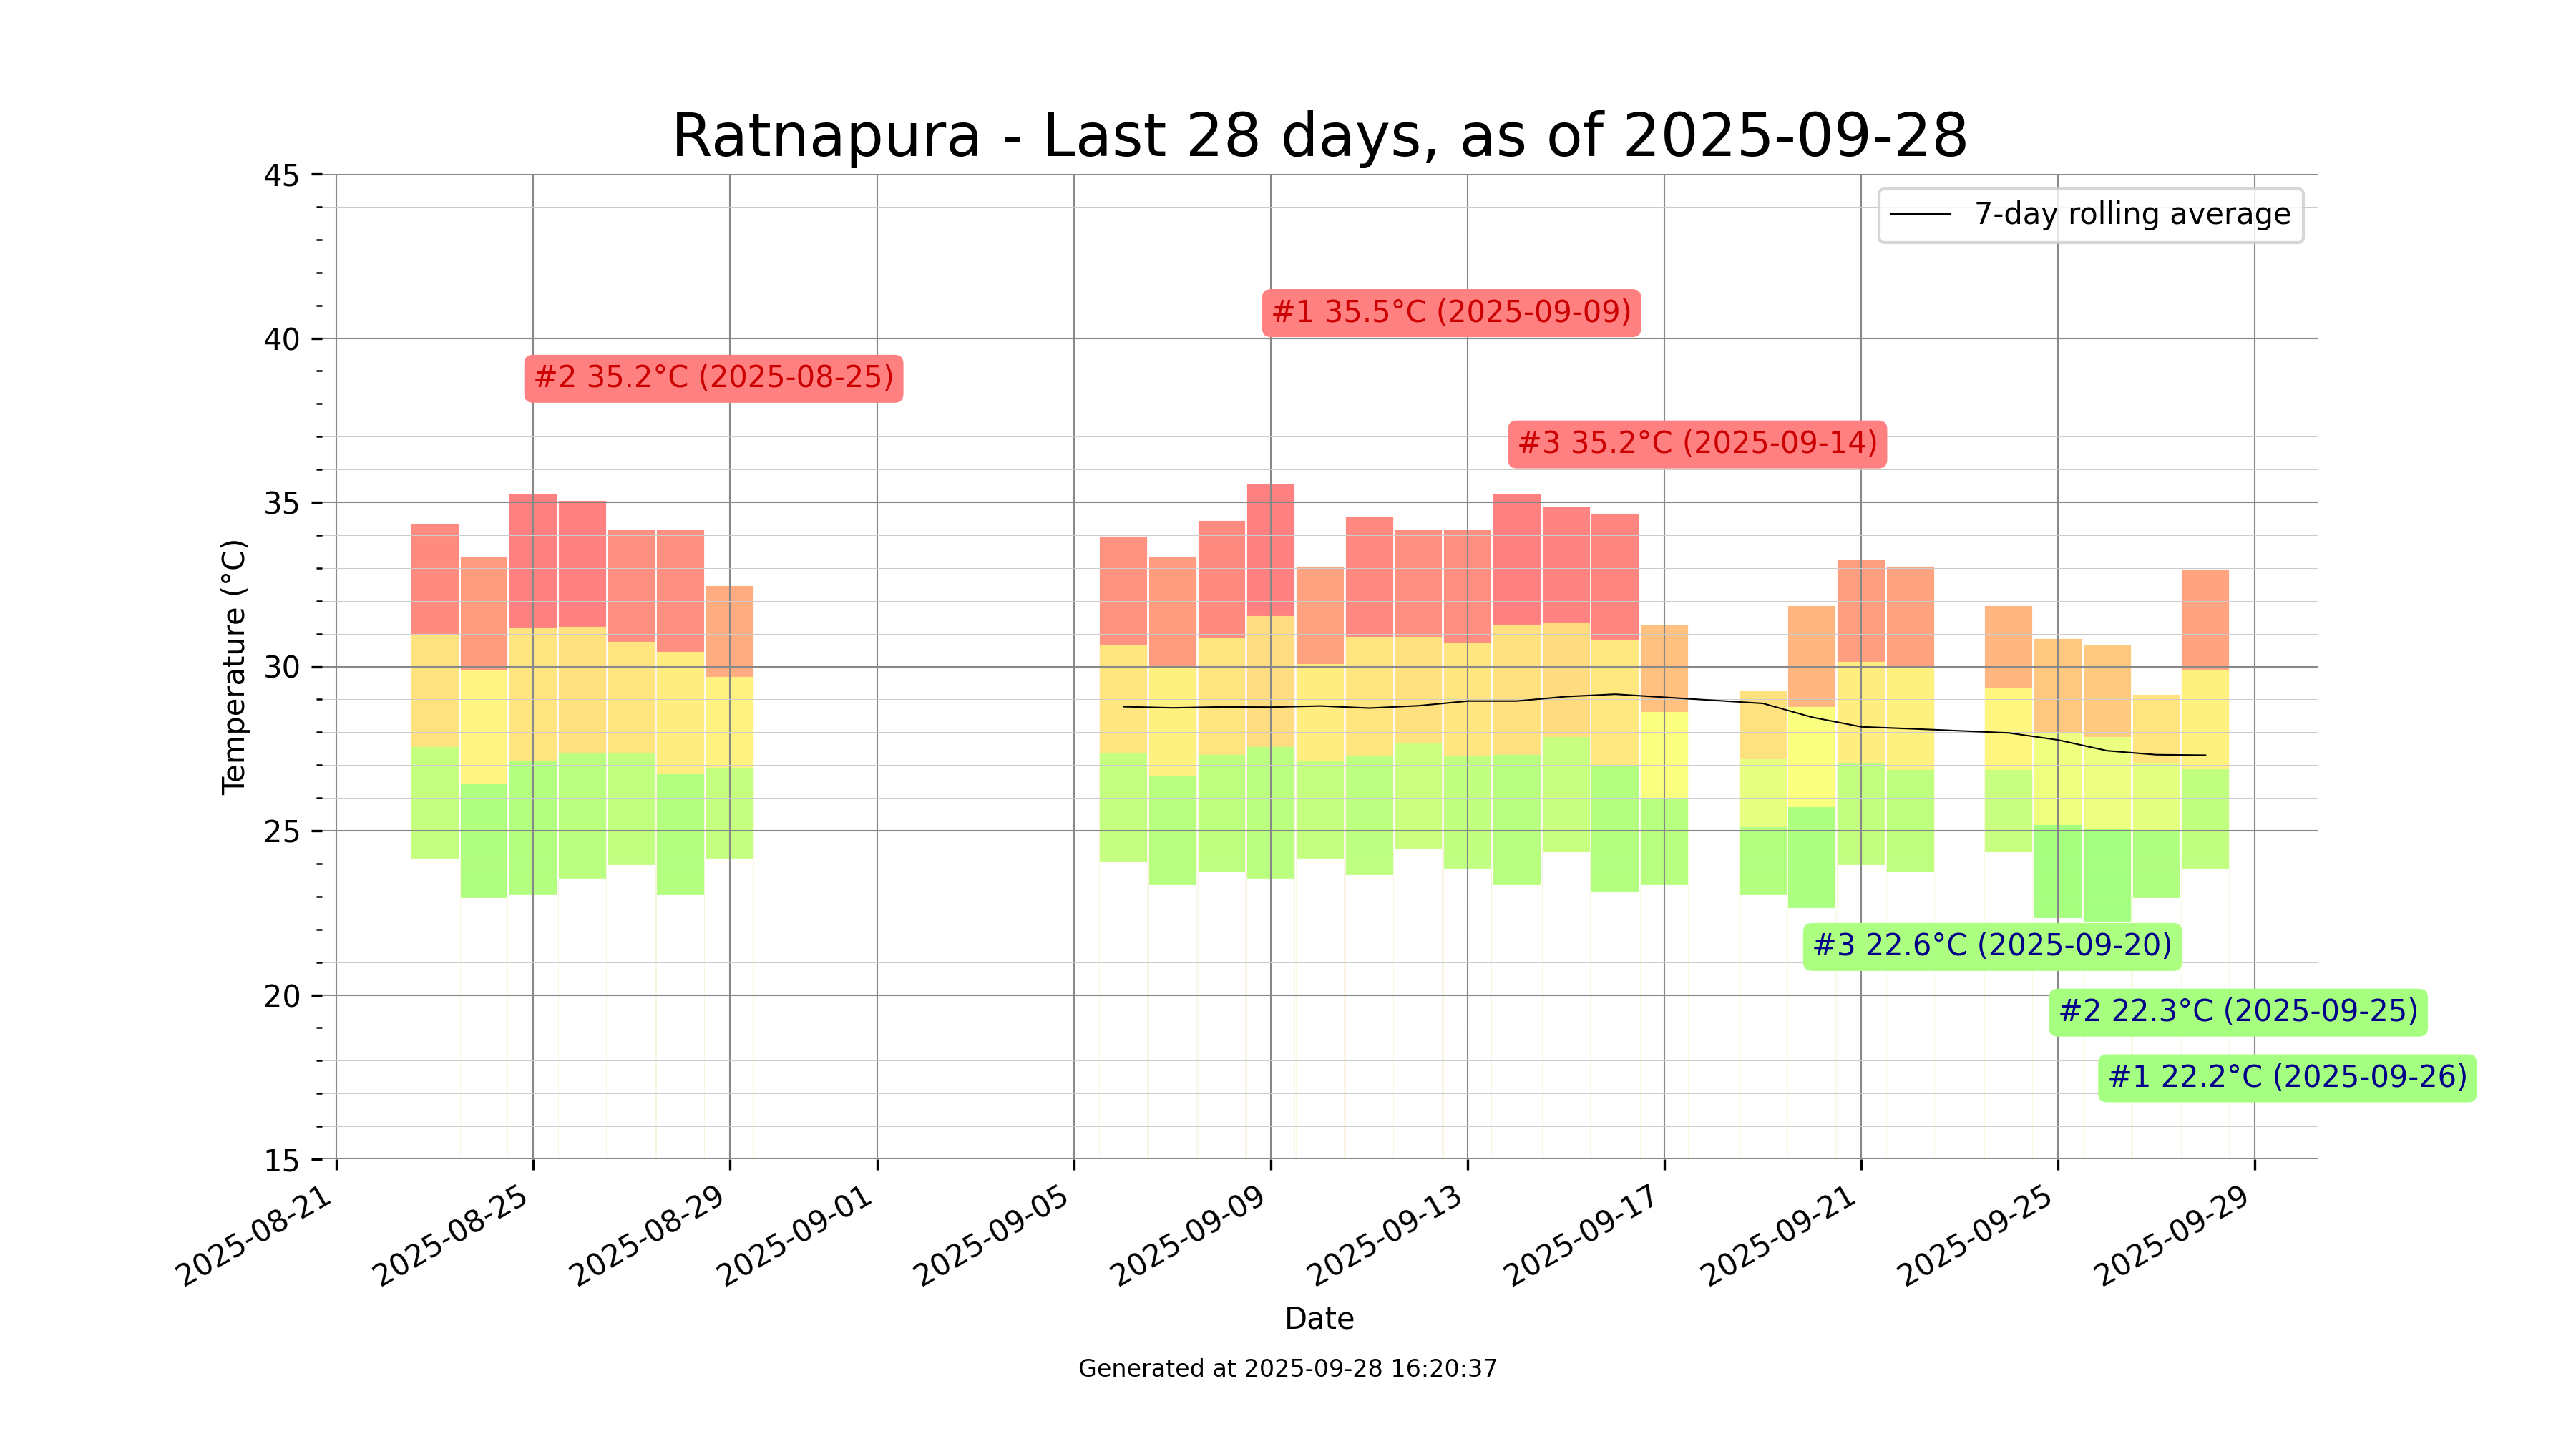 Ratnapura - Last 28 days, as of 2025-09-28
7-day rolling average
#1 35.5°C (2025-09-09)
#2 35.2°C (2025-08-25)
#3 35.2°C (2025-09-14)
#3 22.6°C (2025-09-20)
#2 22.3°C (2025-09-25)
#1 22.2°C (2025-09-26)
Temperature (°C)
45
40
35
30
25
20
15
2025-08-21
2025-08-25
2025-08-29
2025-09-01
2025-09-05
2025-09-09
2025-09-13
2025-09-17
2025-09-21
2025-09-25
2025-09-29
Date
Generated at 2025-09-28 16:20:37